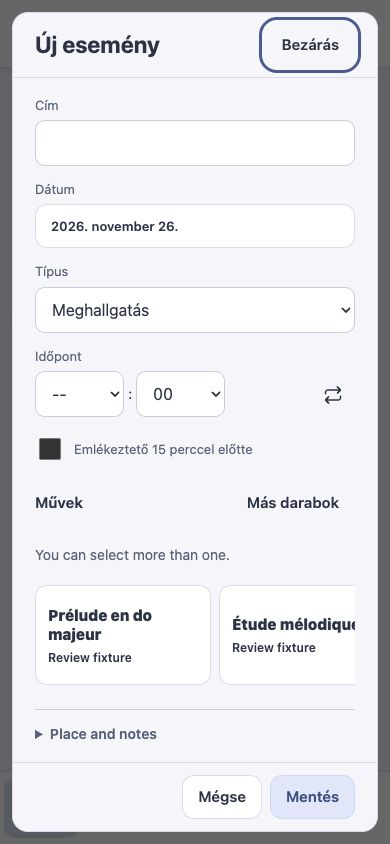 Új esemény
Bezárás
Cím
Dátum
2026. november 26.
Típus
Meghallgatás
Időpont
-- : 00
Emlékeztető 15 perccel előtte
Művek
Más darabok
You can select more than one.
Prélude en do
majeur
Review fixture
Étude mélodique
Review fixture
Place and notes
Mégse
Mentés